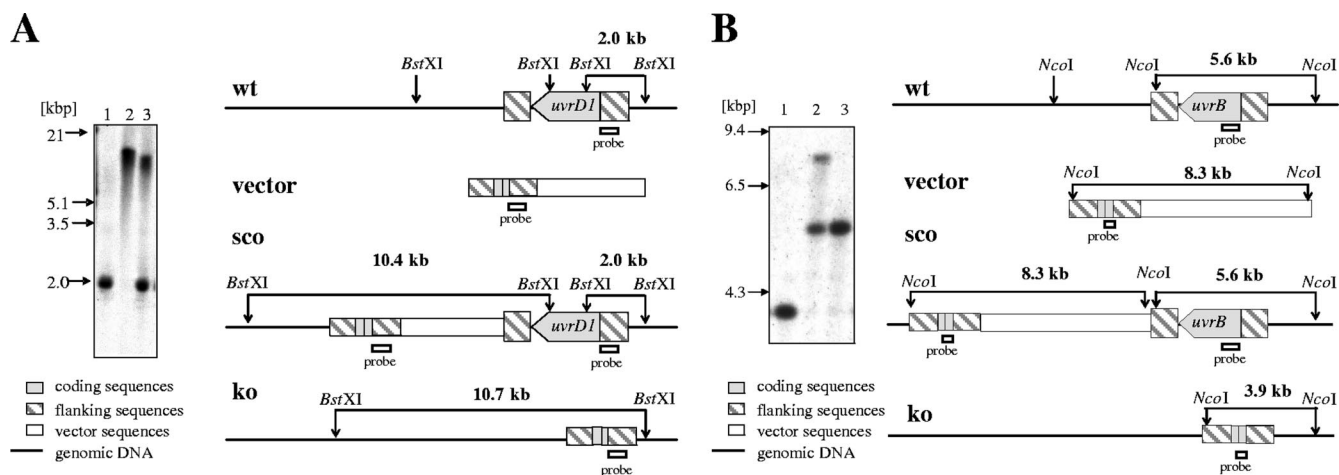 A
2.0 kb
BstXI BstXI BstXI BstXI
wt
[kbp]
1 2 3
uvrD1
21
probe
vector
5.1
3.5
probe
sco
10.4 kb 2.0 kb
2.0
BstXI BstXI BstXI BstXI
uvrD1
probe probe
coding sequences
ko
10.7 kb
flanking sequences
BstXI BstXI
vector sequences
genomic DNA
probe
B
5.6 kb
NcoI NcoI NcoI
wt
[kbp]
1 2 3
uvrB
9.4
probe
vector
NcoI 8.3 kb NcoI
6.5
probe
sco
8.3 kb NcoI 5.6 kb
NcoI NcoI
4.3
uvrB
probe probe
coding sequences
3.9 kb
flanking sequences
ko
NcoI NcoI
vector sequences
genomic DNA
probe